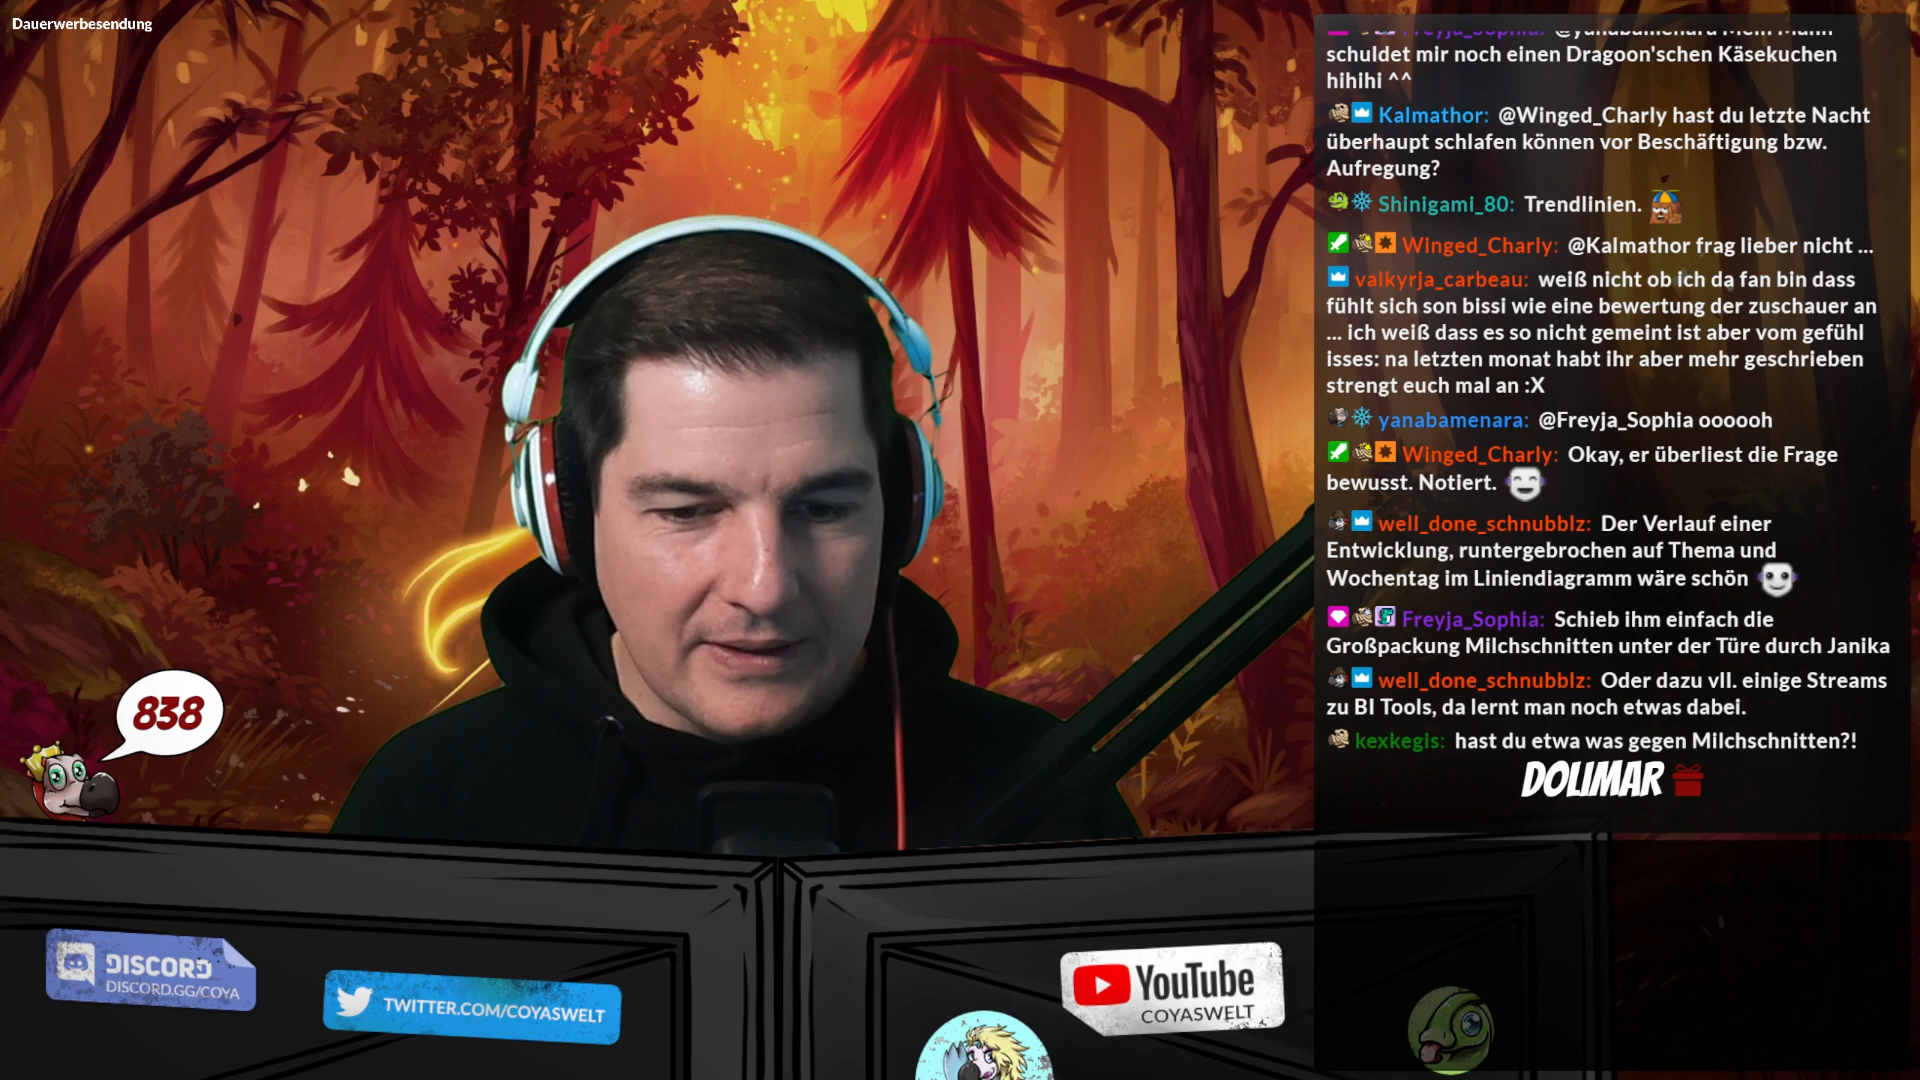 Dauerwerbesendung
Freyja_Sophia: @yanabamenara Mein Mann
schuldet mir noch einen Dragoon'schen Käsekuchen
hihihi ^^
Kalmathor: @Winged_Charly hast du letzte Nacht
überhaupt schlafen können vor Beschäftigung bzw.
Aufregung?
Shinigami_80: Trendlinien.
Winged_Charly: @Kalmathor frag lieber nicht ...
valkyrja_carbeau: weiß nicht ob ich da fan bin dass
fühlt sich son bissi wie eine bewertung der zuschauer an
... ich weiß dass es so nicht gemeint ist aber vom gefühl
isses: na letzten monat habt ihr aber mehr geschrieben
strengt euch mal an :X
yanabamenara: @Freyja_Sophia oooooh
Winged_Charly: Okay, er überliest die Frage
bewusst. Notiert.
well_done_schnubblz: Der Verlauf einer
Entwicklung, runtergebrochen auf Thema und
Wochentag im Liniendiagramm wäre schön
Freyja_Sophia: Schieb ihm einfach die
Großpackung Milchschnitten unter der Türe durch Janika
well_done_schnubblz: Oder dazu vll. einige Streams
zu BI Tools, da lernt man noch etwas dabei.
kexkegis: hast du etwa was gegen Milchschnitten?!
DOLIMAR
838
DISCORD
DISCORD.GG/COYA
TWITTER.COM/COYASWELT
YouTube
COYASWELT